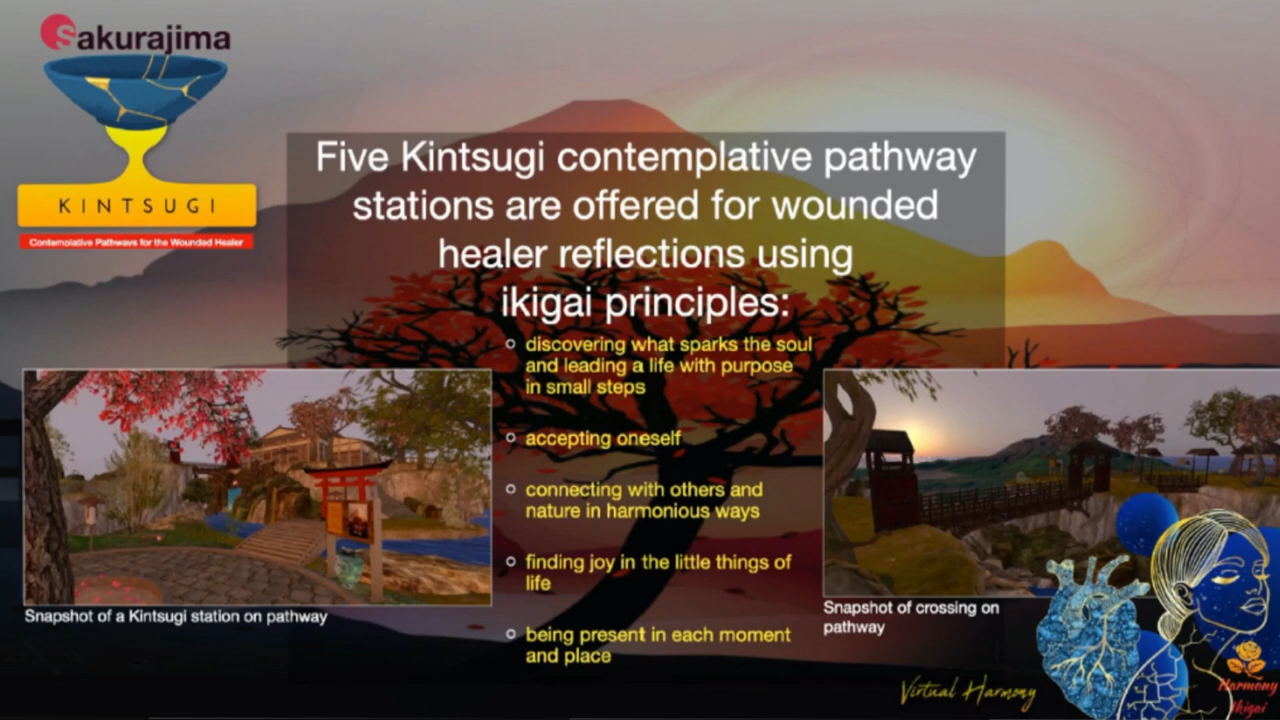 Sakurajima
KINTSUGI
Contemplative Pathways for the Wounded Healer
Five Kintsugi contemplative pathway
stations are offered for wounded
healer reflections using
ikigai principles:
discovering what sparks the soul
and leading a life with purpose
in small steps
accepting oneself
connecting with others and
nature in harmonious ways
finding joy in the little things of
life
being present in each moment
and place
Snapshot of a Kintsugi station on pathway
Snapshot of crossing on
pathway
Virtual Harmony
Harmony
Ikigai